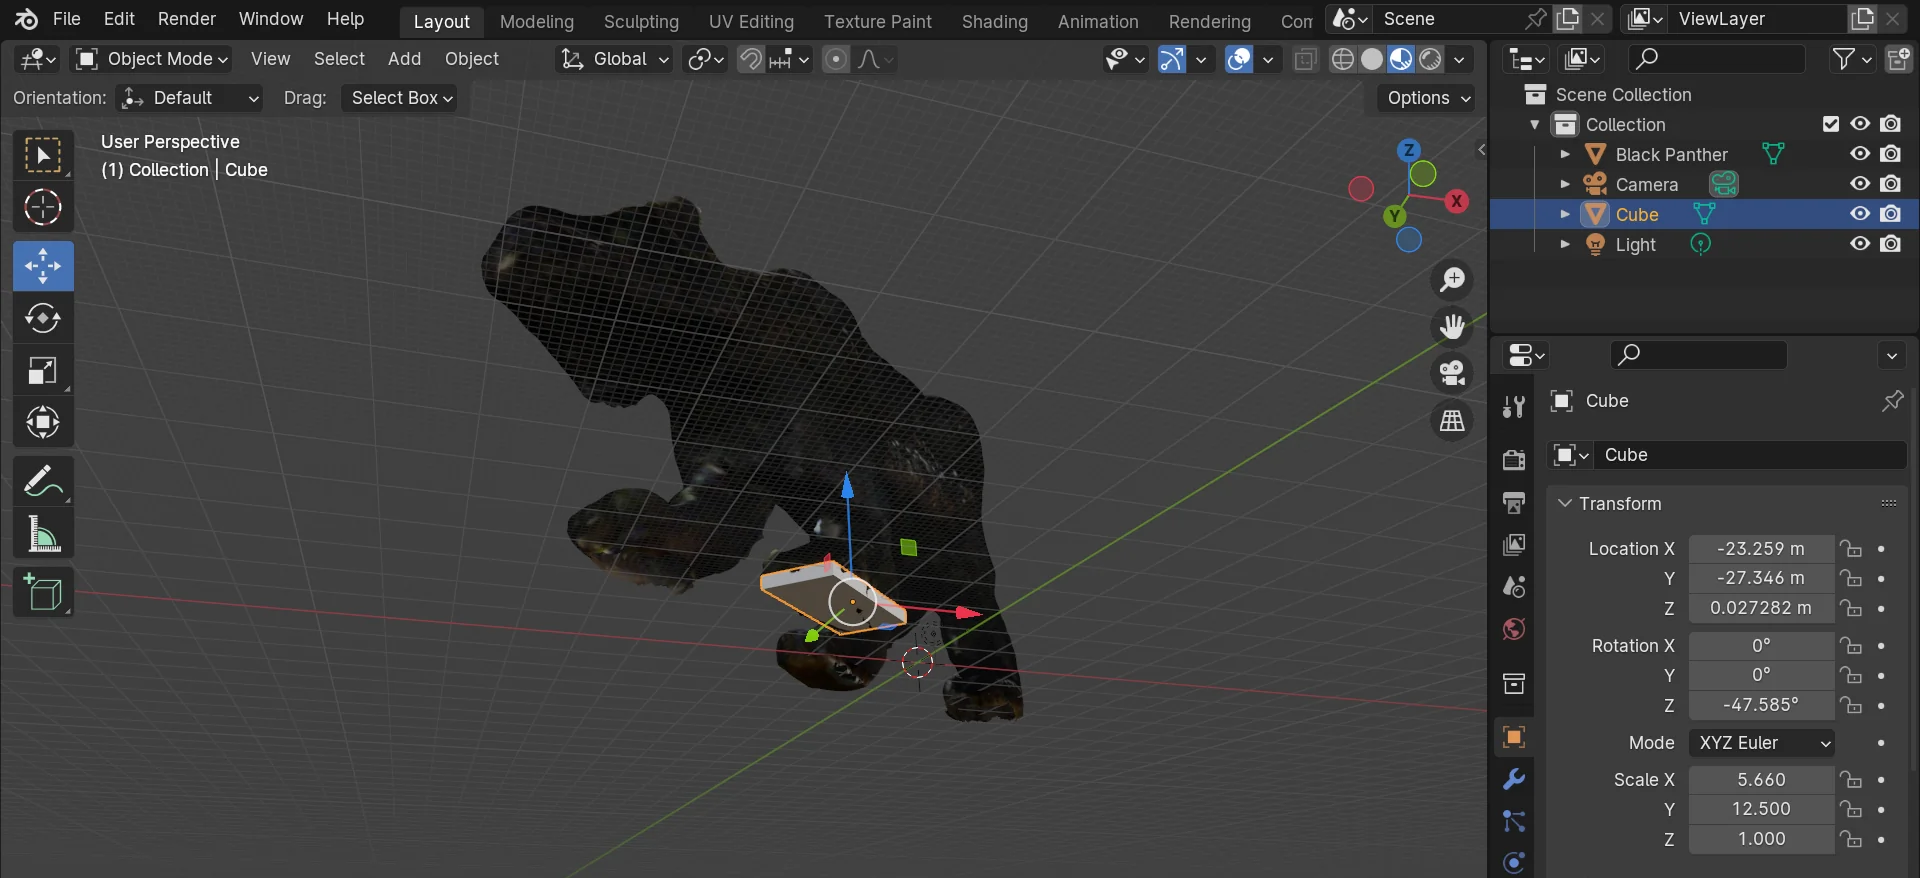 File Edit Render Window Help Layout Modeling Sculpting UV Editing Texture Paint Shading Animation Rendering Com Scene ViewLayer
Object Mode View Select Add Object Global
Orientation: Default Drag: Select Box Options
User Perspective
(1) Collection | Cube
Z
X
Y
Scene Collection
Collection
Black Panther
Camera
Cube
Light
Cube
Cube
Transform
Location X -23.259 m
Y -27.346 m
Z 0.027282 m
Rotation X 0°
Y 0°
Z -47.585°
Mode XYZ Euler
Scale X 5.660
Y 12.500
Z 1.000